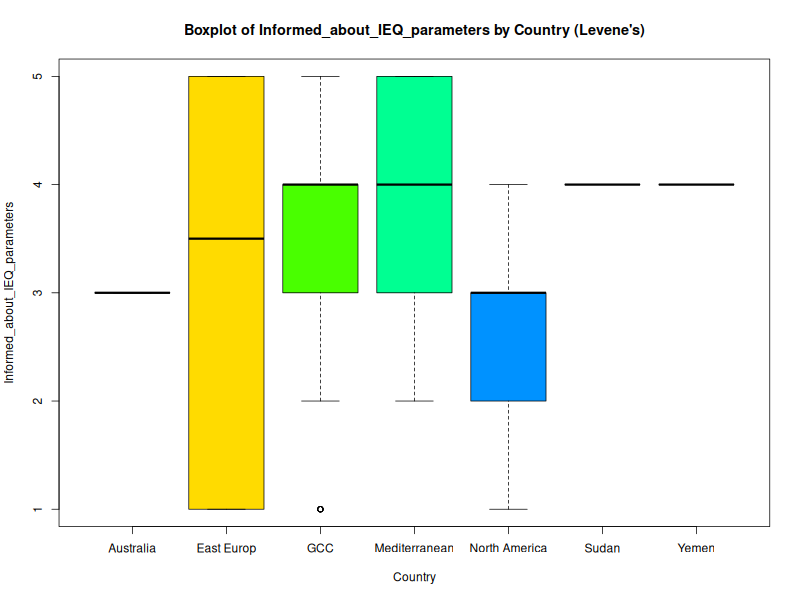 Boxplot of Informed_about_IEQ_parameters by Country (Levene's)
Informed_about_IEQ_parameters
5
4
3
2
1
Australia East Europ GCC Mediterranean North America Sudan Yemen
Country